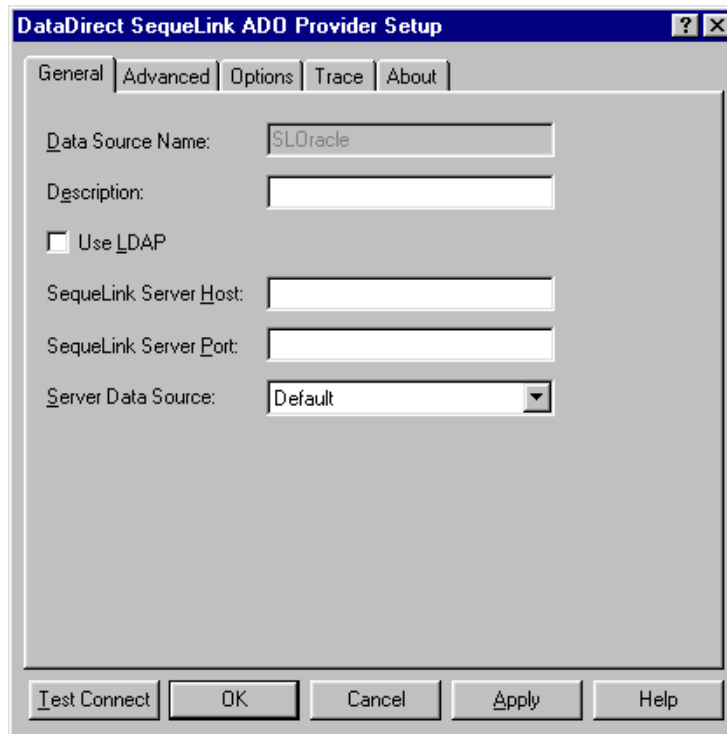 DataDirect SequeLink ADO Provider Setup
General Advanced Options Trace About
Data Source Name: SLOracle
Description:
Use LDAP
SequeLink Server Host:
SequeLink Server Port:
Server Data Source: Default
Test Connect OK Cancel Apply Help